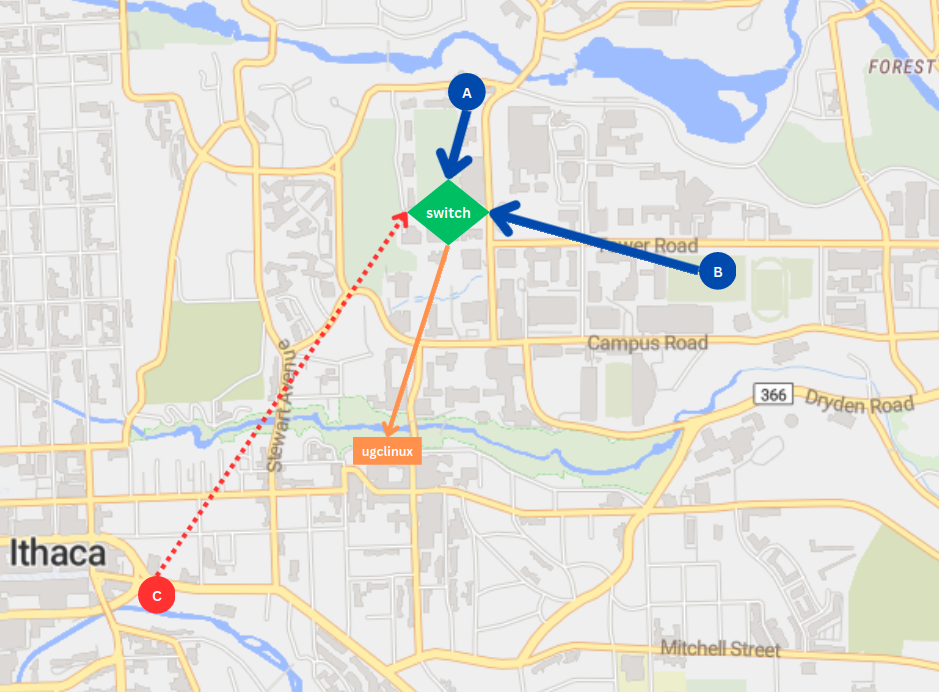 FOREST
A
switch
Tower Road
B
Campus Road
Stewart Avenue
366
Dryden Road
ugclinux
Ithaca
C
Mitchell Street